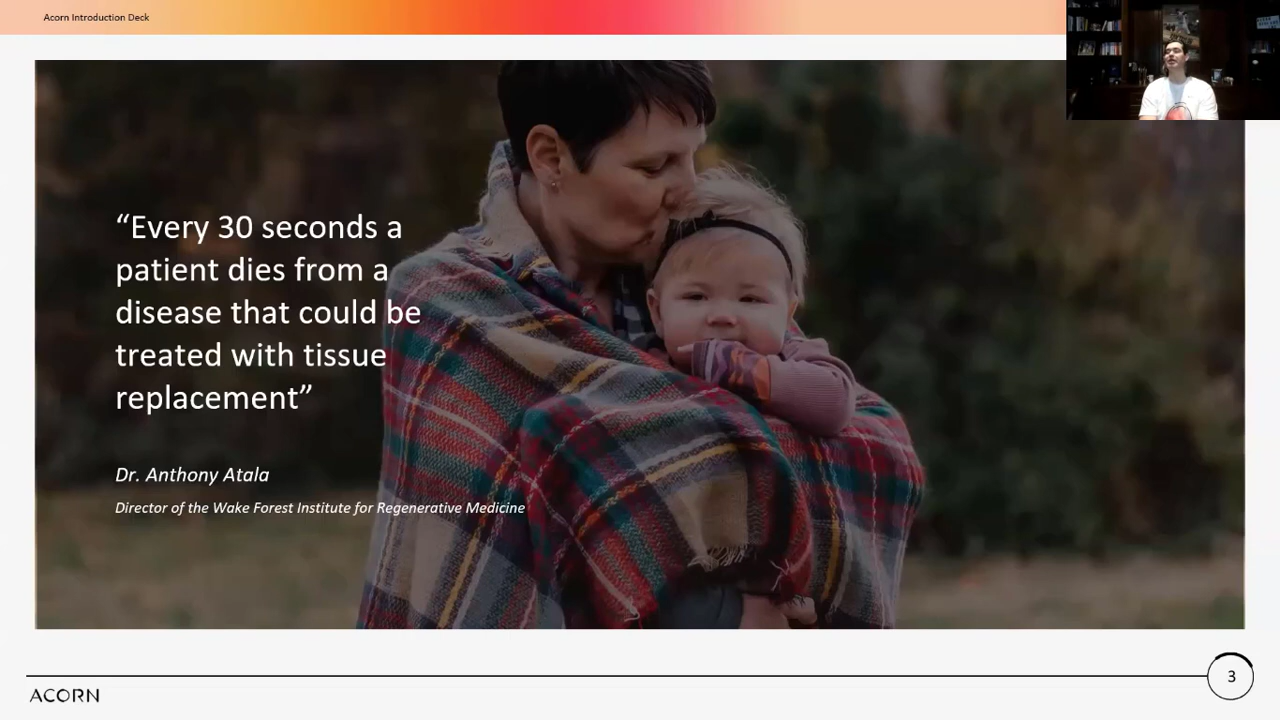 Acorn Introduction Deck
“Every 30 seconds a
patient dies from a
disease that could be
treated with tissue
replacement”
Dr. Anthony Atala
Director of the Wake Forest Institute for Regenerative Medicine
3
ACORN